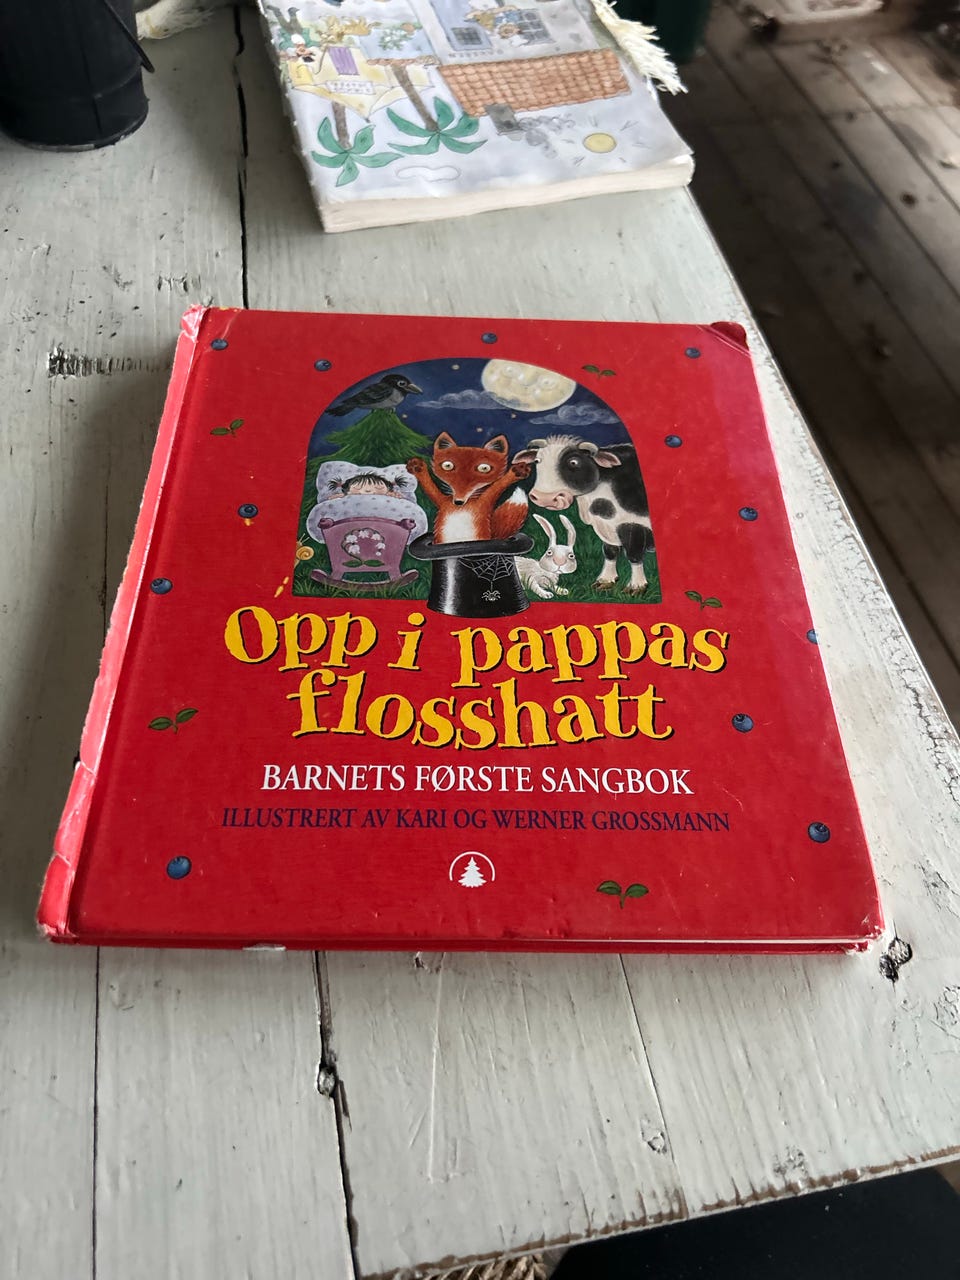 Opp i pappas
flosshatt
BARNETS FØRSTE SANGBOK
ILLUSTRERT AV KARI OG WERNER GROSSMANN